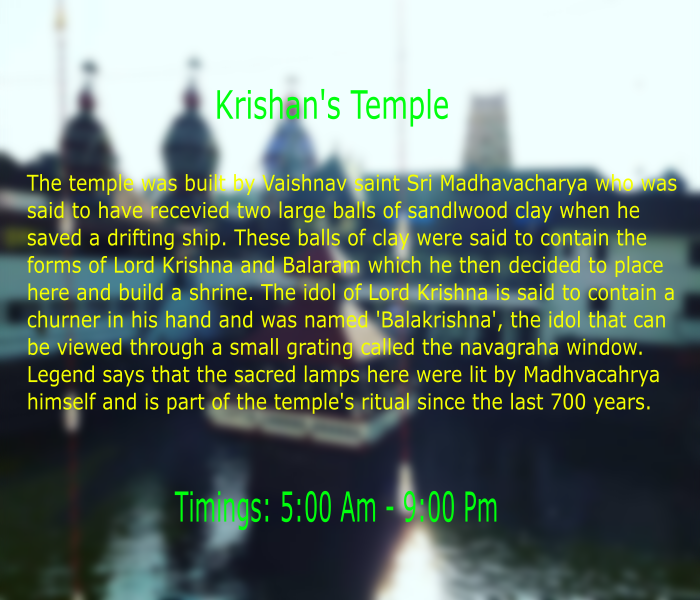 Krishan's Temple
The temple was built by Vaishnav saint Sri Madhavacharya who was
said to have recevied two large balls of sandlwood clay when he
saved a drifting ship. These balls of clay were said to contain the
forms of Lord Krishna and Balaram which he then decided to place
here and build a shrine. The idol of Lord Krishna is said to contain a
churner in his hand and was named 'Balakrishna', the idol that can
be viewed through a small grating called the navagraha window.
Legend says that the sacred lamps here were lit by Madhvacahrya
himself and is part of the temple's ritual since the last 700 years.
Timings: 5:00 Am - 9:00 Pm